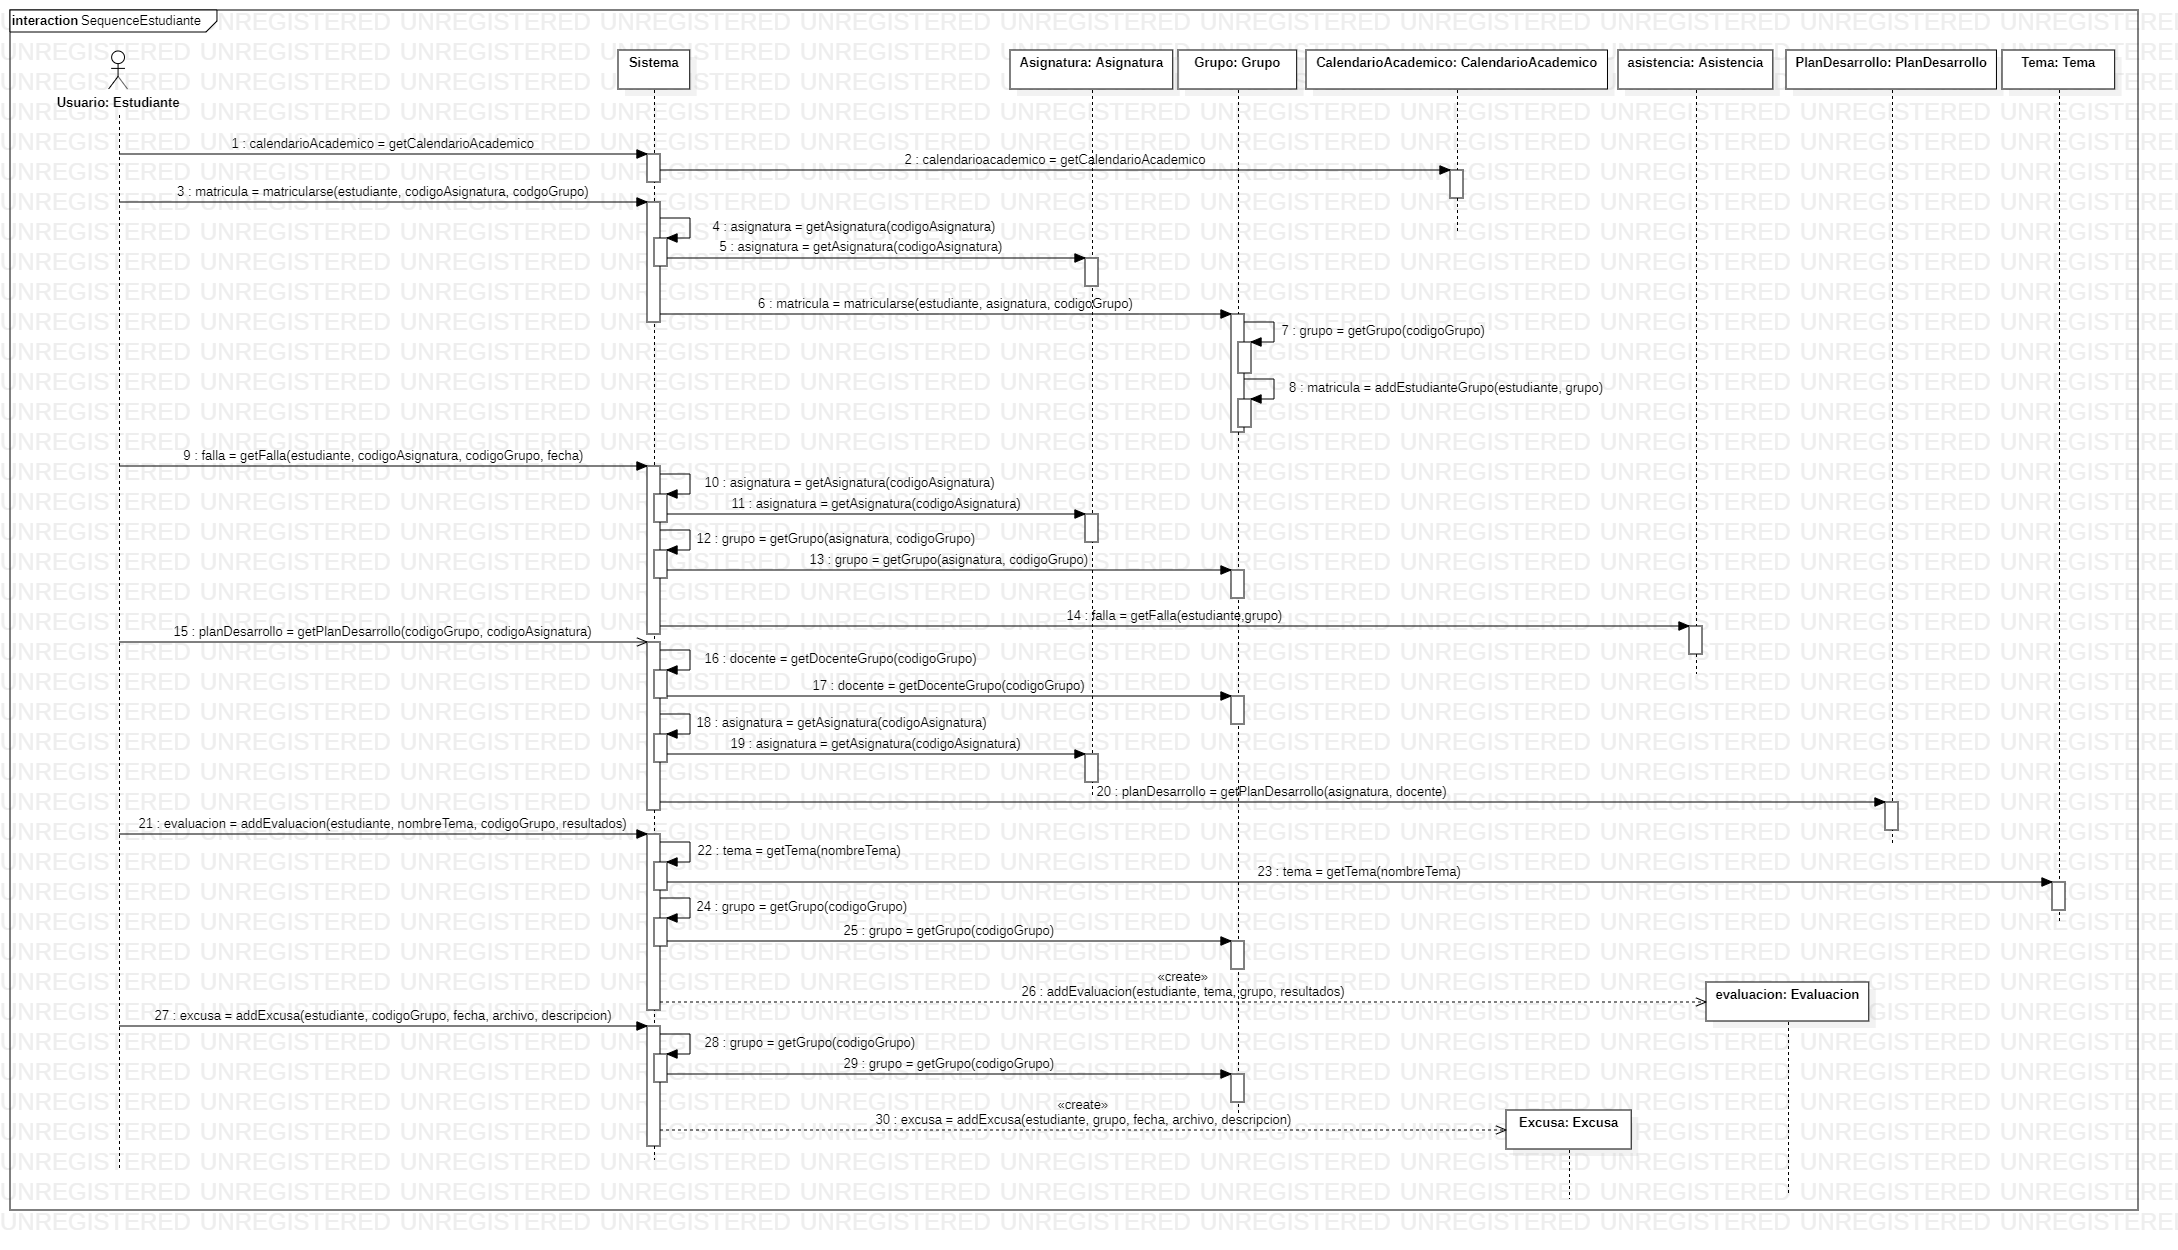 interaction SequenceEstudiante
Usuario: Estudiante
Sistema
Asignatura: Asignatura
Grupo: Grupo
CalendarioAcademico: CalendarioAcademico
asistencia: Asistencia
PlanDesarrollo: PlanDesarrollo
Tema: Tema
1 : calendarioAcademico = getCalendarioAcademico
2 : calendarioacademico = getCalendarioAcademico
3 : matricula = matricularse(estudiante, codigoAsignatura, codgoGrupo)
4 : asignatura = getAsignatura(codigoAsignatura)
5 : asignatura = getAsignatura(codigoAsignatura)
6 : matricula = matricularse(estudiante, asignatura, codigoGrupo)
7 : grupo = getGrupo(codigoGrupo)
8 : matricula = addEstudianteGrupo(estudiante, grupo)
9 : falla = getFalla(estudiante, codigoAsignatura, codigoGrupo, fecha)
10 : asignatura = getAsignatura(codigoAsignatura)
11 : asignatura = getAsignatura(codigoAsignatura)
12 : grupo = getGrupo(asignatura, codigoGrupo)
13 : grupo = getGrupo(asignatura, codigoGrupo)
14 : falla = getFalla(estudiante,grupo)
15 : planDesarrollo = getPlanDesarrollo(codigoGrupo, codigoAsignatura)
16 : docente = getDocenteGrupo(codigoGrupo)
17 : docente = getDocenteGrupo(codigoGrupo)
18 : asignatura = getAsignatura(codigoAsignatura)
19 : asignatura = getAsignatura(codigoAsignatura)
20 : planDesarrollo = getPlanDesarrollo(asignatura, docente)
21 : evaluacion = addEvaluacion(estudiante, nombreTema, codigoGrupo, resultados)
22 : tema = getTema(nombreTema)
23 : tema = getTema(nombreTema)
24 : grupo = getGrupo(codigoGrupo)
25 : grupo = getGrupo(codigoGrupo)
«create»
26 : addEvaluacion(estudiante, tema, grupo, resultados)
evaluacion: Evaluacion
27 : excusa = addExcusa(estudiante, codigoGrupo, fecha, archivo, descripcion)
28 : grupo = getGrupo(codigoGrupo)
29 : grupo = getGrupo(codigoGrupo)
«create»
30 : excusa = addExcusa(estudiante, grupo, fecha, archivo, descripcion)
Excusa: Excusa
UNREGISTERED